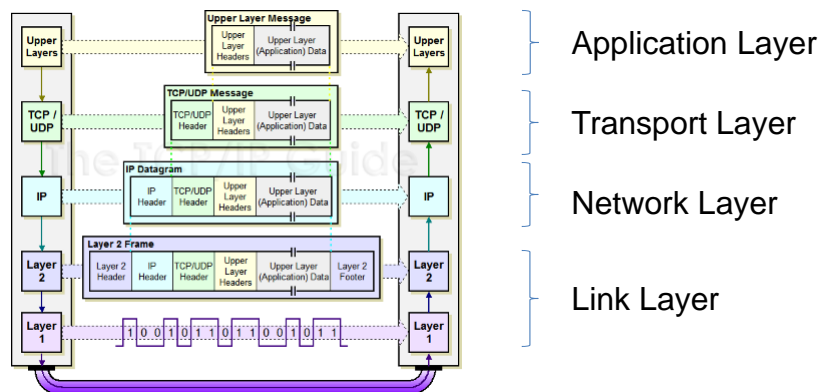 Upper Layer Message
Upper
Layers
Upper
Layer
Headers
Upper Layer
(Application) Data
Upper
Layers
Application Layer
TCP/UDP Message
TCP /
UDP
TCP/UDP
Header
Upper
Layer
Headers
Upper Layer
(Application) Data
TCP /
UDP
Transport Layer
The TCP/IP Guide
IP Datagram
IP
IP
Header
TCP/UDP
Header
Upper
Layer
Headers
Upper Layer
(Application) Data
IP
Network Layer
Layer 2 Frame
Layer
2
Layer 2
Header
IP
Header
TCP/UDP
Header
Upper
Layer
Headers
Upper Layer
(Application) Data
Layer 2
Footer
Layer
2
Link Layer
Layer
1
1 0 0 1 0 1 1 0 1 1 0 0 1 0 1 1
Layer
1